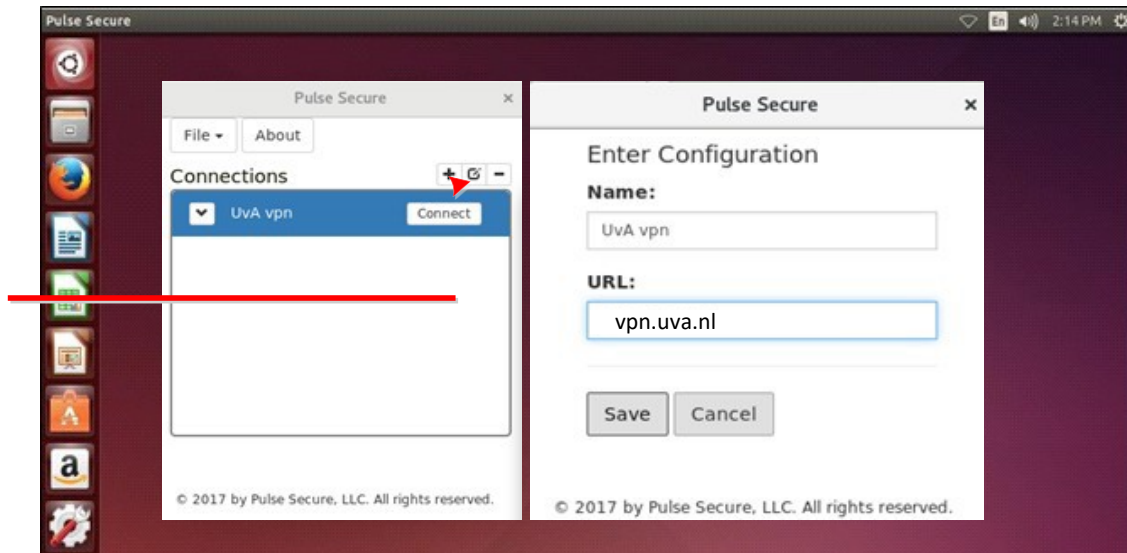 Pulse Secure
En 2:14 PM
Pulse Secure ×
File About
Connections
UvA vpn Connect
© 2017 by Pulse Secure, LLC. All rights reserved.
Pulse Secure ×
Enter Configuration
Name:
UvA vpn
URL:
vpn.uva.nl
Save Cancel
© 2017 by Pulse Secure, LLC. All rights reserved.
a